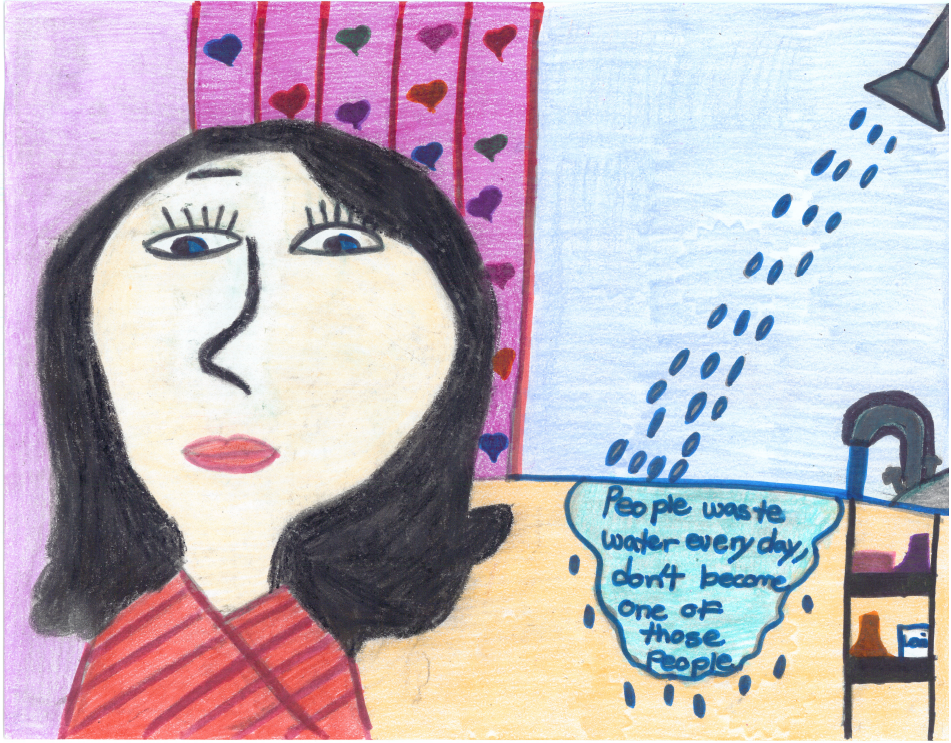 People waste
water every day,
don't become
one of
those
People